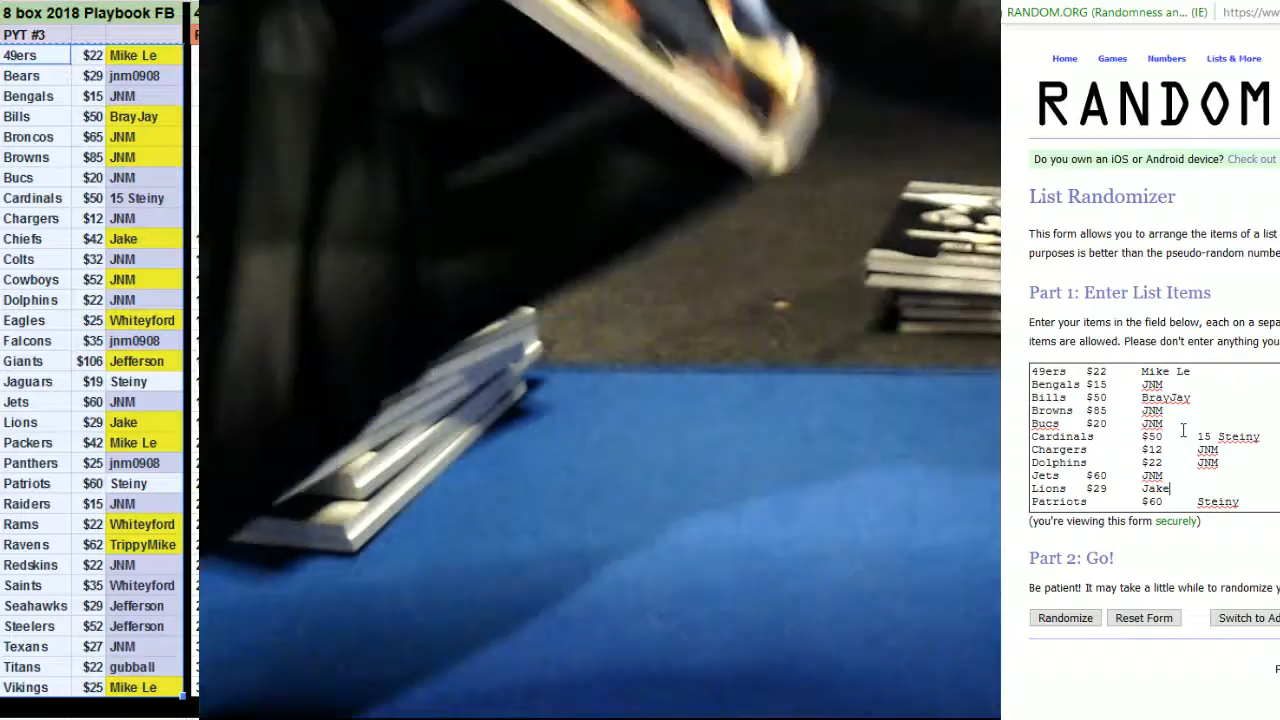 8 box 2018 Playbook FB
PYT #3
49ers $22 Mike Le
Bears $29 jnm0908
Bengals $15 JNM
Bills $50 BrayJay
Broncos $65 JNM
Browns $85 JNM
Bucs $20 JNM
Cardinals $50 15 Steiny
Chargers $12 JNM
Chiefs $42 Jake
Colts $32 JNM
Cowboys $52 JNM
Dolphins $22 JNM
Eagles $25 Whiteyford
Falcons $35 jnm0908
Giants $106 Jefferson
Jaguars $19 Steiny
Jets $60 JNM
Lions $29 Jake
Packers $42 Mike Le
Panthers $25 jnm0908
Patriots $60 Steiny
Raiders $15 JNM
Rams $22 Whiteyford
Ravens $62 TrippyMike
Redskins $22 JNM
Saints $35 Whiteyford
Seahawks $29 Jefferson
Steelers $52 Jefferson
Texans $27 JNM
Titans $22 gubball
Vikings $25 Mike Le
RANDOM.ORG (Randomness an... (IE) https://www
Home Games Numbers Lists & More
RANDOM
Do you own an iOS or Android device? Check out
List Randomizer
This form allows you to arrange the items of a list
purposes is better than the pseudo-random numbe
Part 1: Enter List Items
Enter your items in the field below, each on a sepa
items are allowed. Please don't enter anything you
49ers $22 Mike Le
Bengals $15 JNM
Bills $50 BrayJay
Browns $85 JNM
Bucs $20 JNM
Cardinals $50 15 Steiny
Chargers $12 JNM
Dolphins $22 JNM
Jets $60 JNM
Lions $29 Jake
Patriots $60 Steiny
(you're viewing this form securely)
Part 2: Go!
Be patient! It may take a little while to randomize y
Randomize Reset Form Switch to Ad